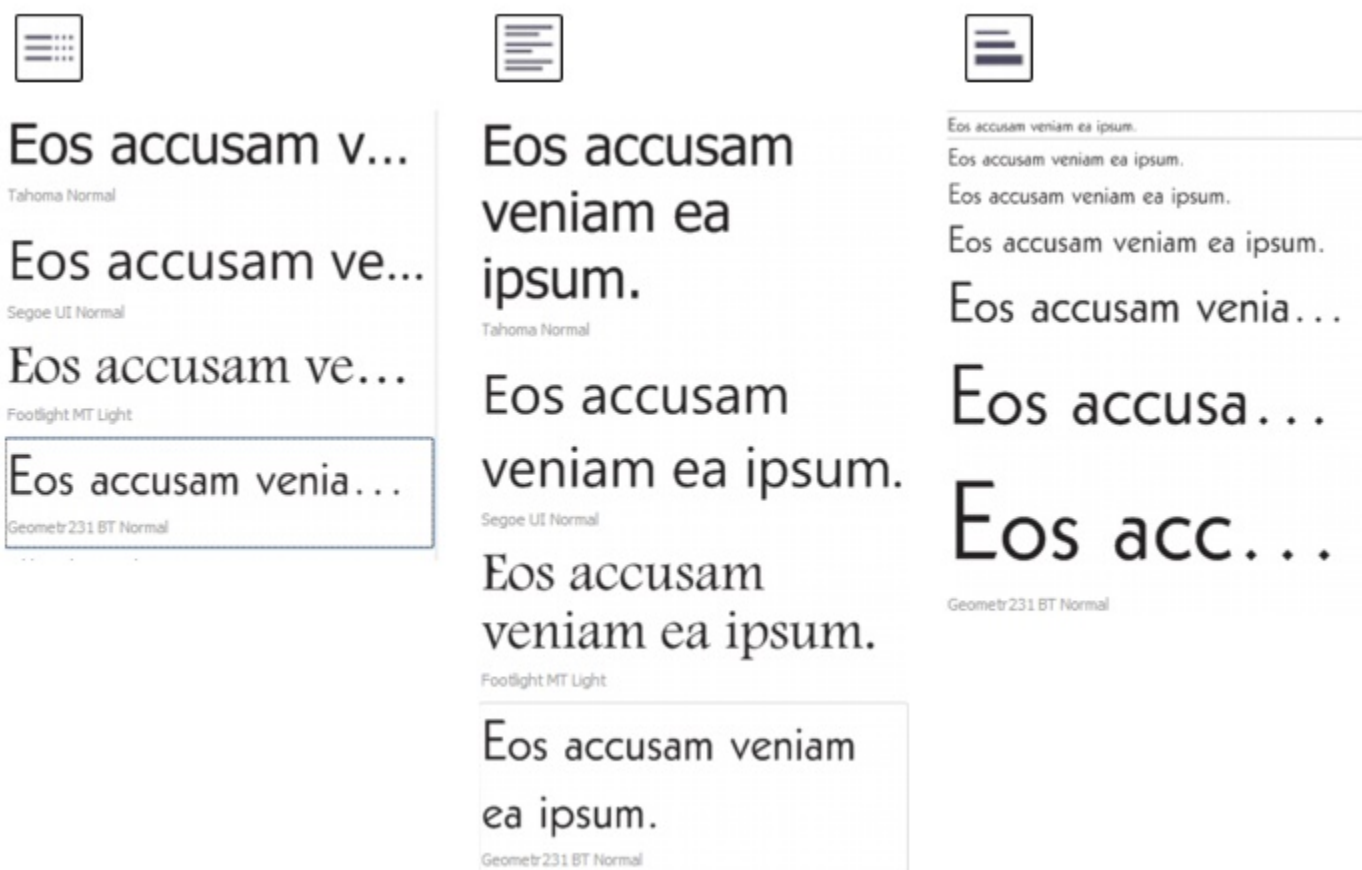 Eos accusam v...
Tahoma Normal
Eos accusam ve...
Segoe UI Normal
Eos accusam ve...
Footlight MT Light
Eos accusam venia...
Geometr231 BT Normal
Eos accusam
veniam ea
ipsum.
Tahoma Normal
Eos accusam
veniam ea ipsum.
Segoe UI Normal
Eos accusam
veniam ea ipsum.
Footlight MT Light
Eos accusam veniam
ea ipsum.
Geometr231 BT Normal
Eos accusam veniam ea ipsum.
Eos accusam veniam ea ipsum.
Eos accusam veniam ea ipsum.
Eos accusam veniam ea ipsum.
Eos accusam venia...
Eos accusa...
Eos acc...
Geometr231 BT Normal